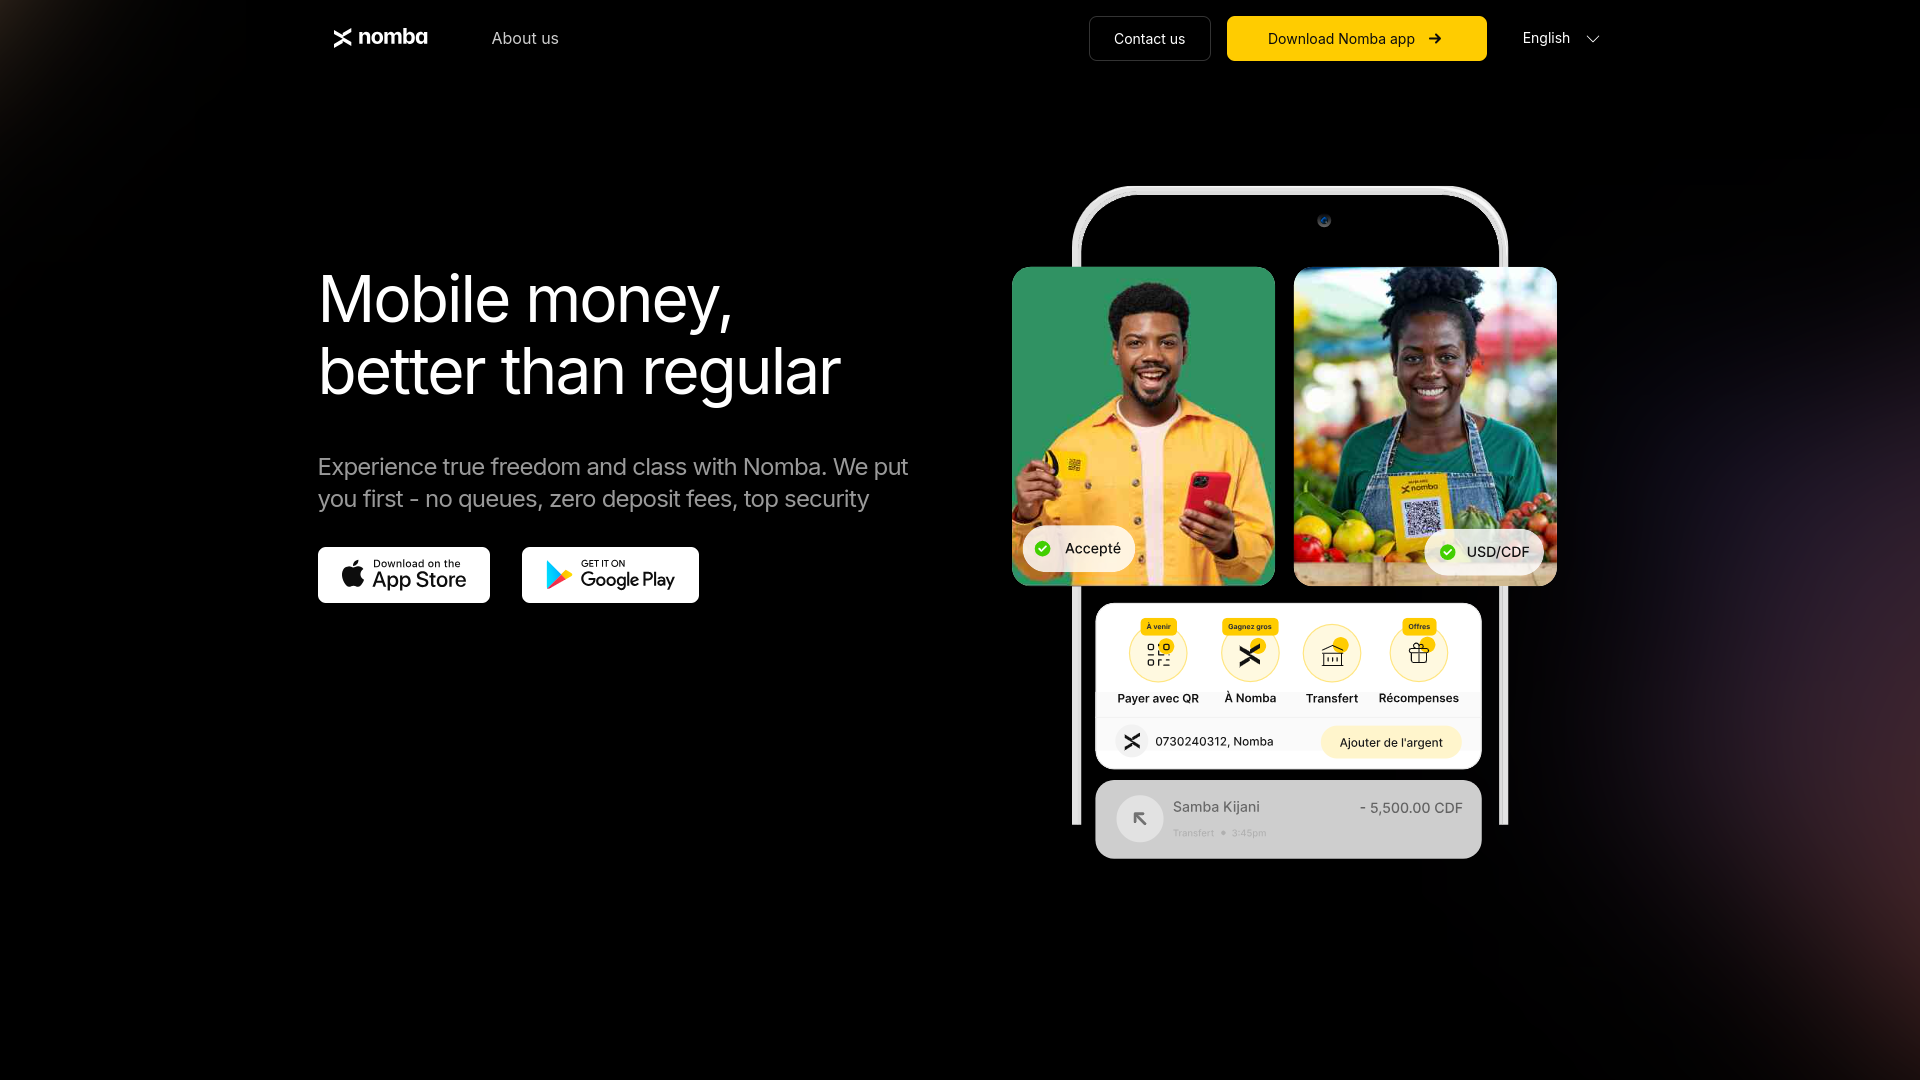 nomba
About us
Contact us
Download Nomba app
English
Mobile money,
better than regular
Experience true freedom and class with Nomba. We put
you first - no queues, zero deposit fees, top security
Download on the
App Store
GET IT ON
Google Play
nomba
Accepté
USD/CDF
À venir
Gagnez gros
Offres
Payer avec QR
À Nomba
Transfert
Récompenses
0730240312, Nomba
Ajouter de l'argent
Samba Kijani
- 5,500.00 CDF
Transfert • 3:45pm